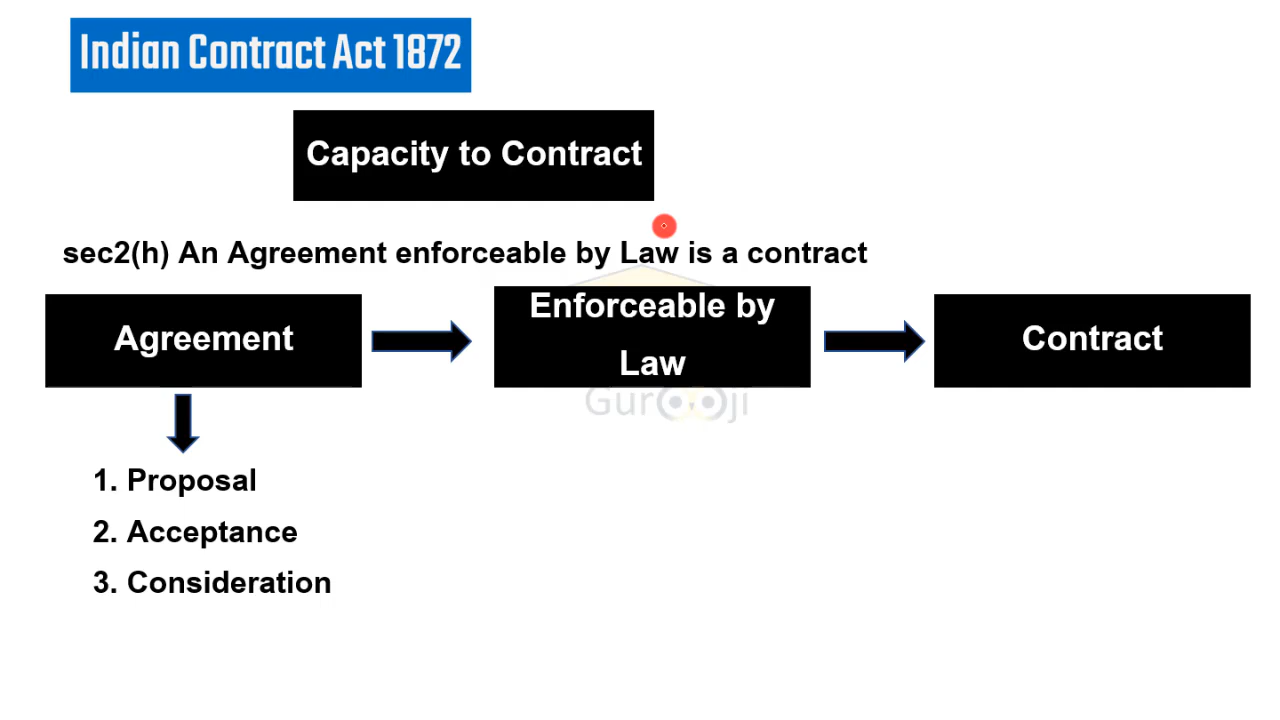 Indian Contract Act 1872
Capacity to Contract
sec2(h) An Agreement enforceable by Law is a contract
Agreement
Enforceable by
Law
Contract
Gurooji
1. Proposal
2. Acceptance
3. Consideration